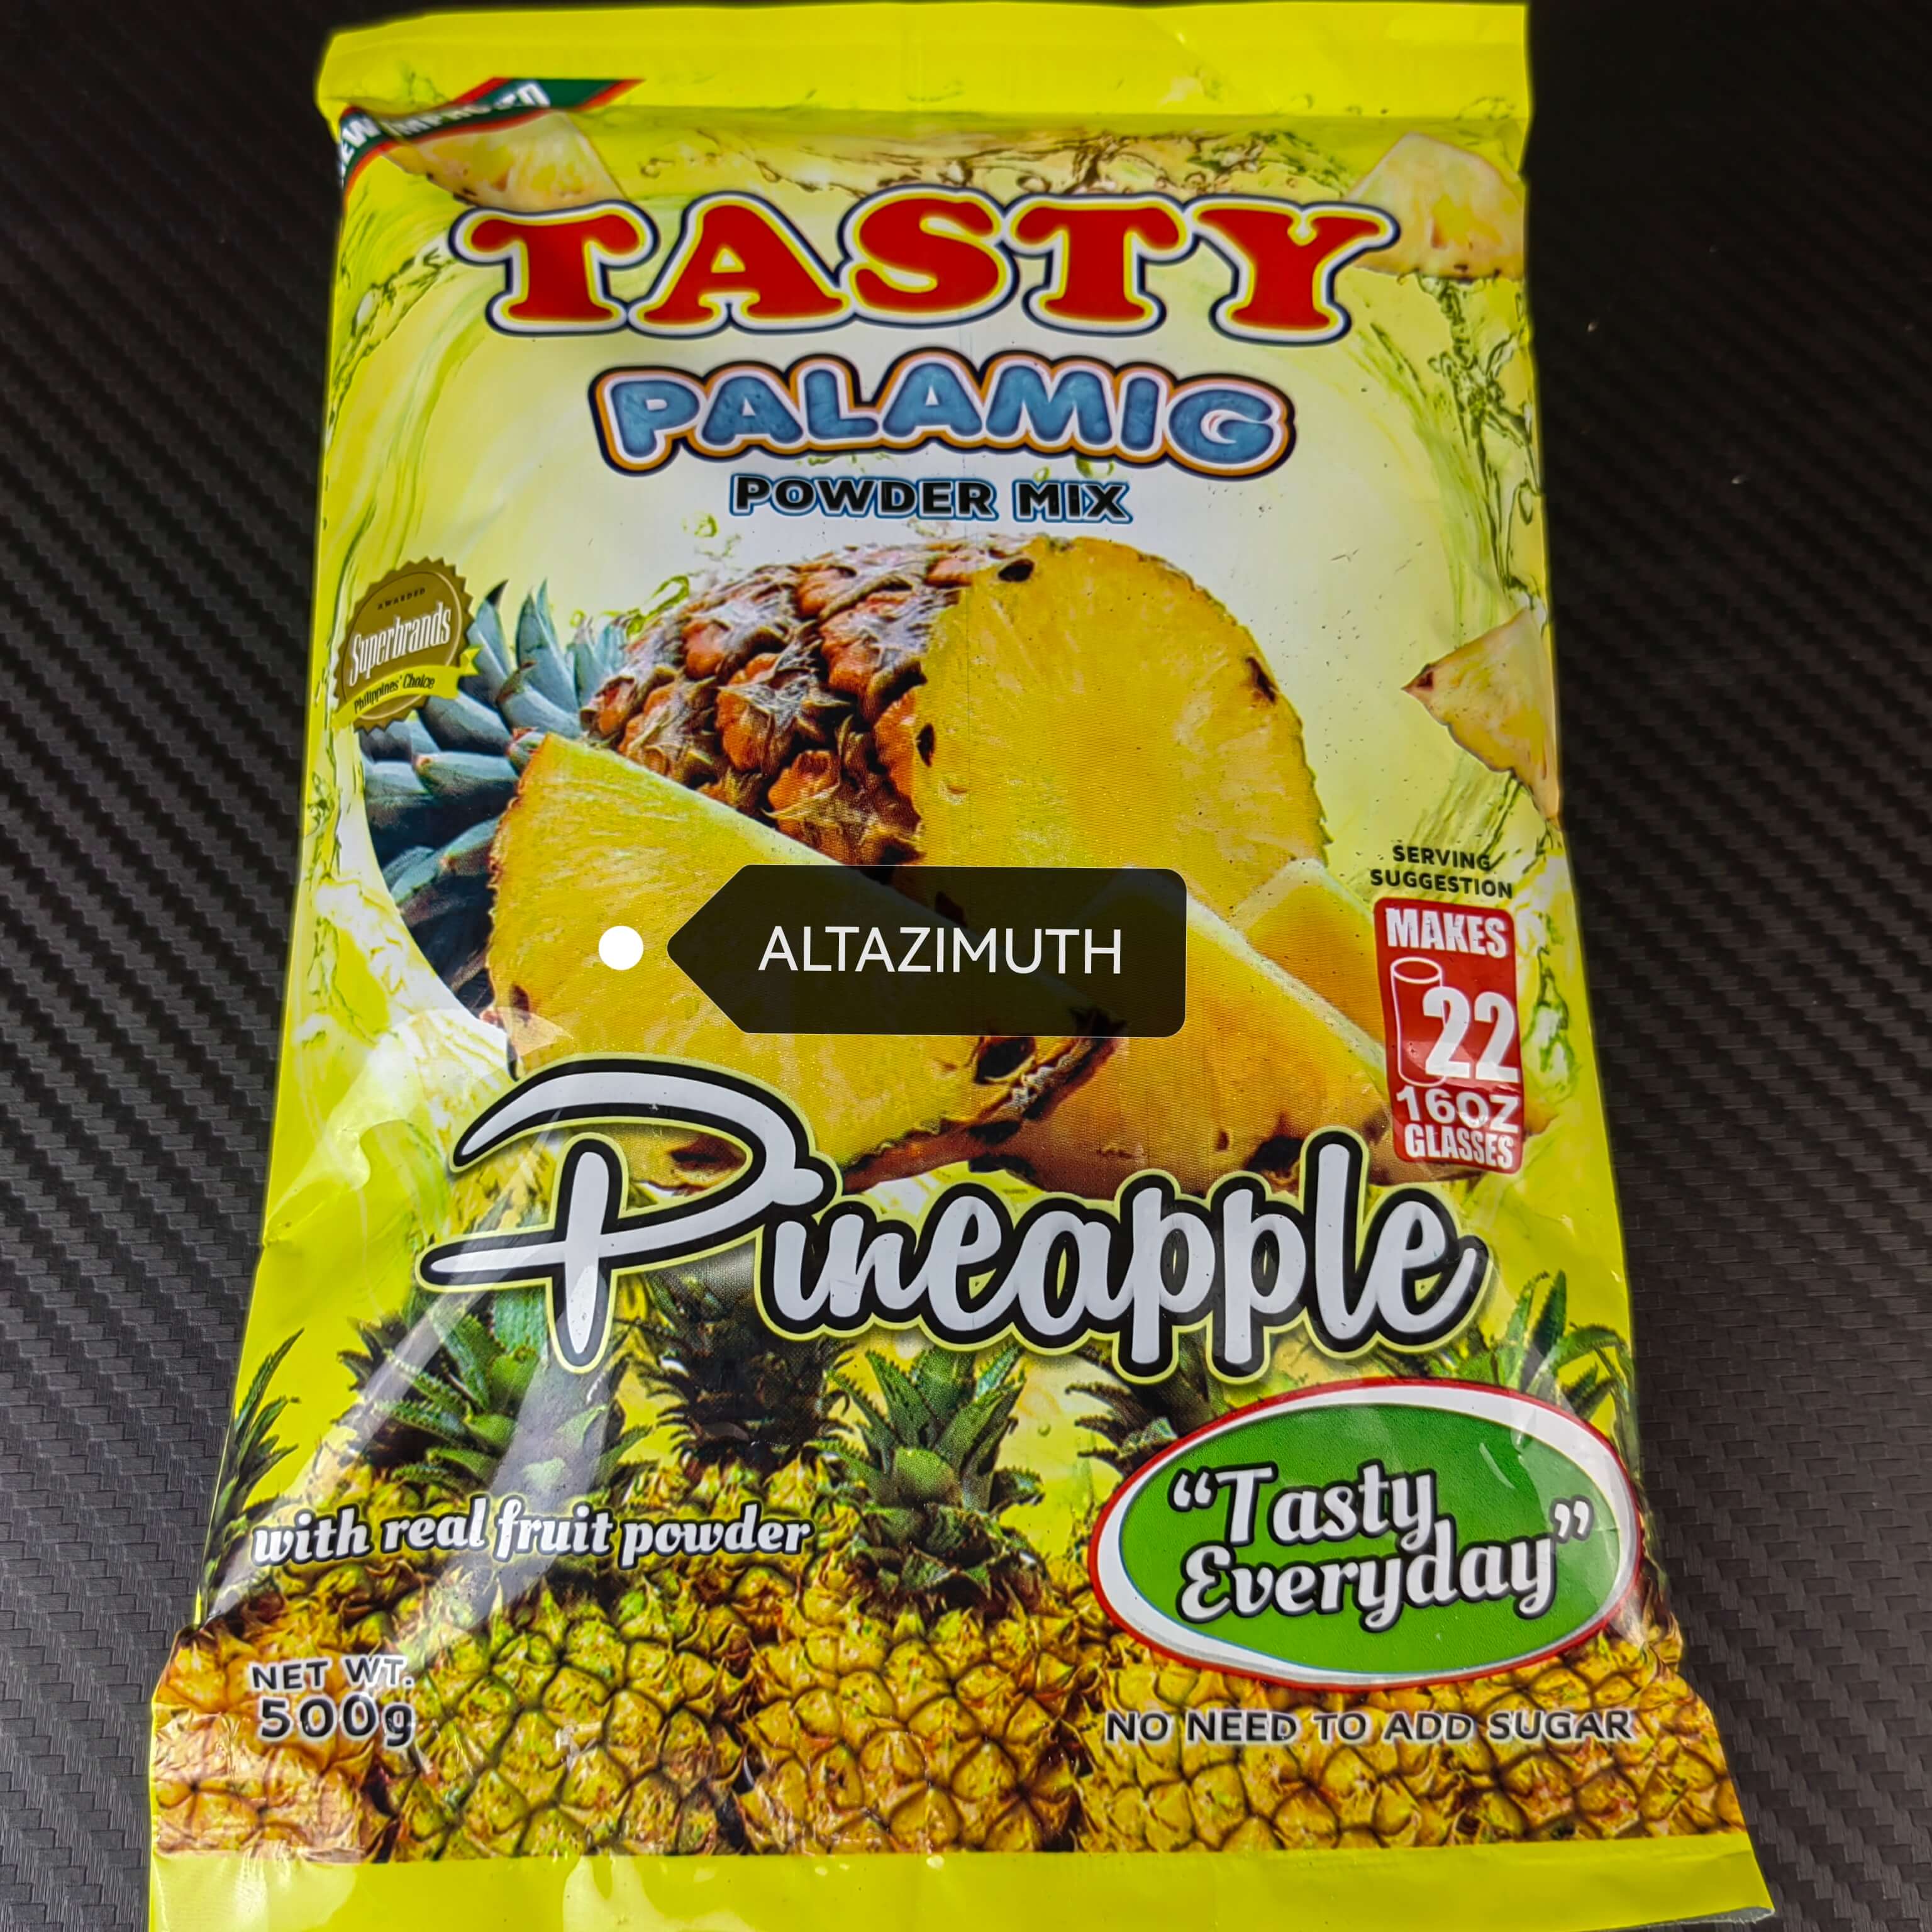 NEW IMPROVED
TASTY
PALAMIG
POWDER MIX
AWARDED
Superbrands
Philippines' Choice
SERVING
SUGGESTION
MAKES
22
16OZ
GLASSES
ALTAZIMUTH
Pineapple
with real fruit powder
"Tasty
Everyday"
NET WT.
500g
NO NEED TO ADD SUGAR